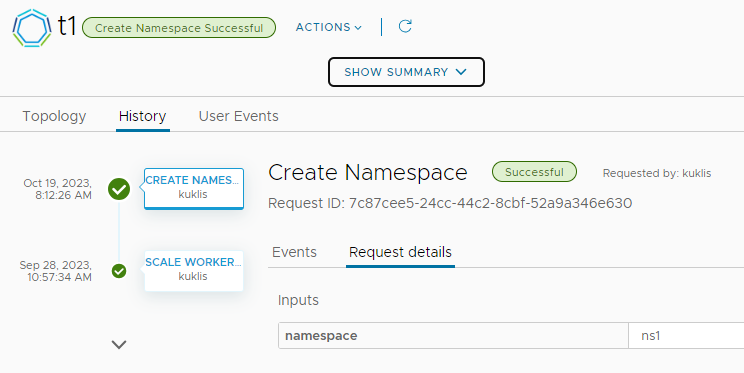 t1 Create Namespace Successful ACTIONS
SHOW SUMMARY
Topology History User Events
Oct 19, 2023, 8:12:26 AM
CREATE NAMES...
kuklis
Sep 28, 2023, 10:57:34 AM
SCALE WORKER...
kuklis
Create Namespace Successful Requested by: kuklis
Request ID: 7c87cee5-24cc-44c2-8cbf-52a9a346e630
Events Request details
Inputs
namespace ns1